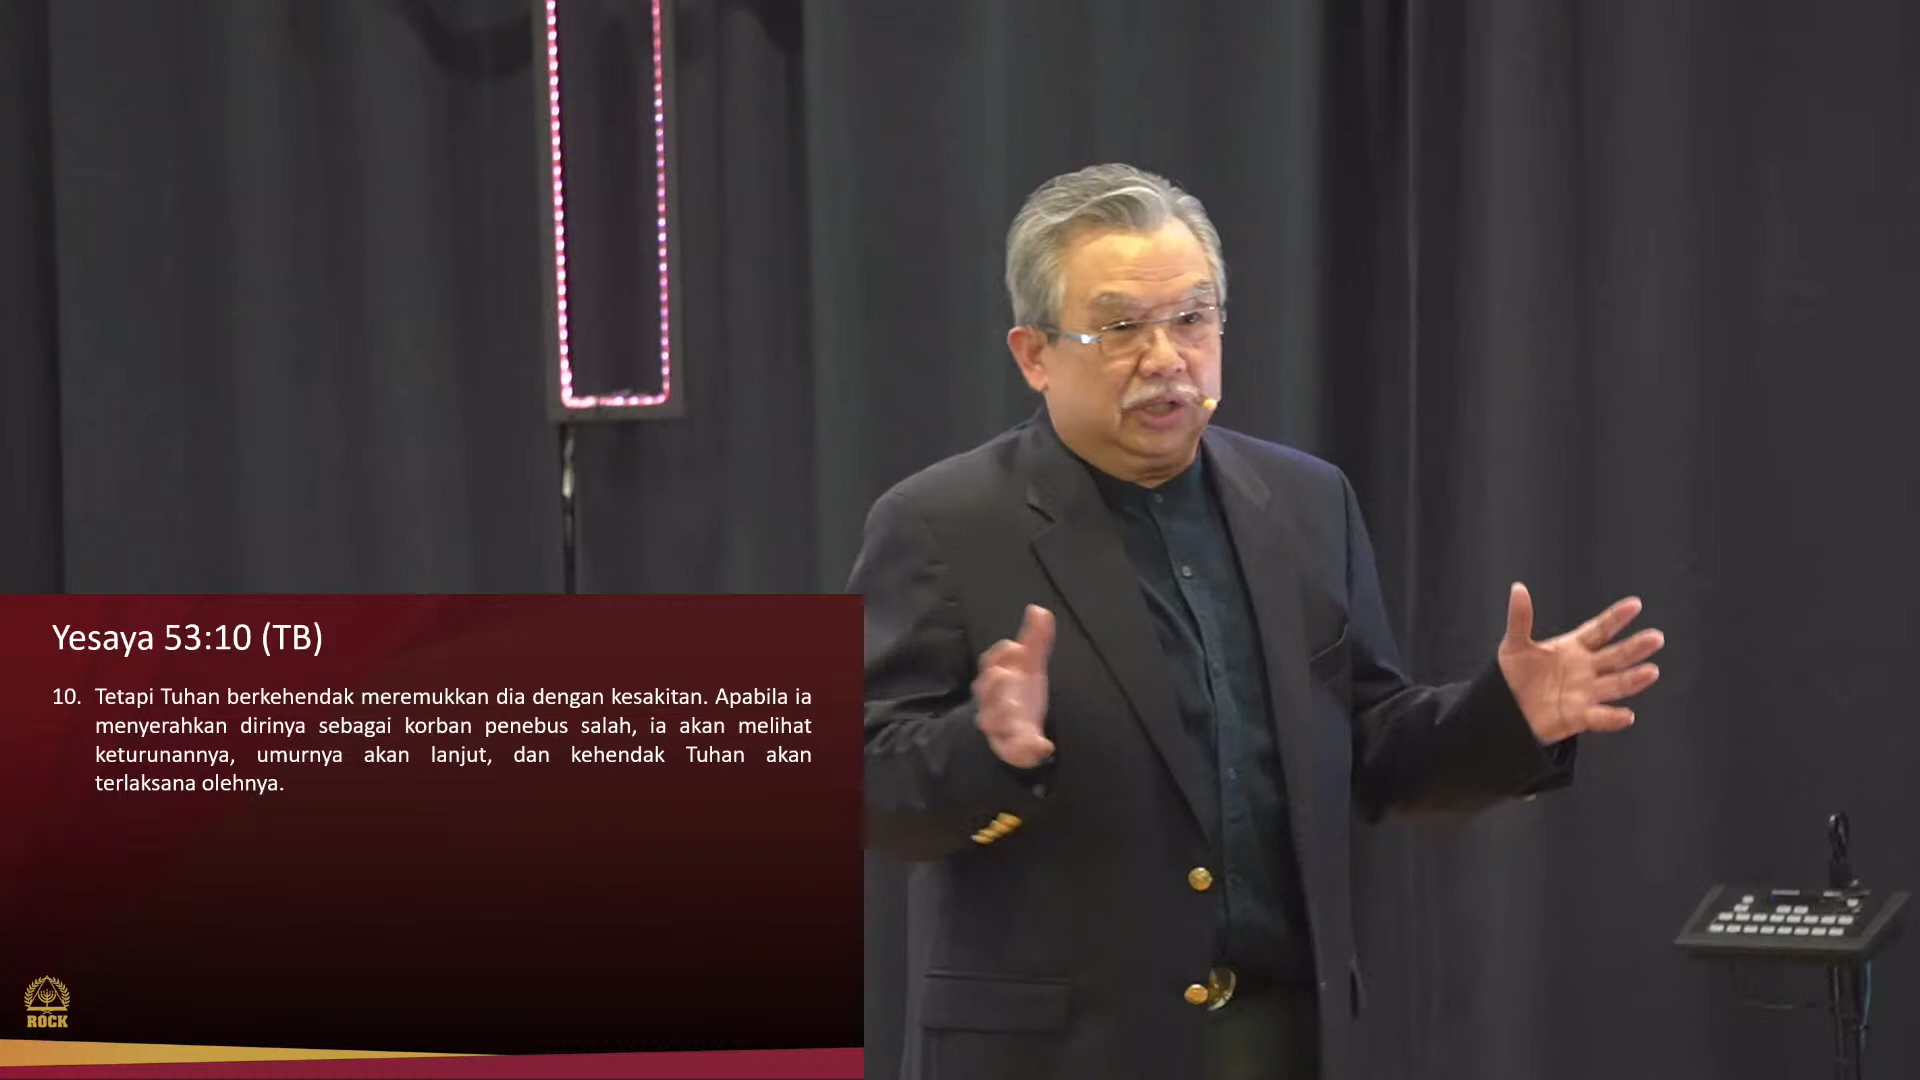 Yesaya 53:10 (TB)
10. Tetapi Tuhan berkehendak meremukkan dia dengan kesakitan. Apabila ia
menyerahkan dirinya sebagai korban penebus salah, ia akan melihat
keturunannya, umurnya akan lanjut, dan kehendak Tuhan akan
terlaksana olehnya.
ROCK